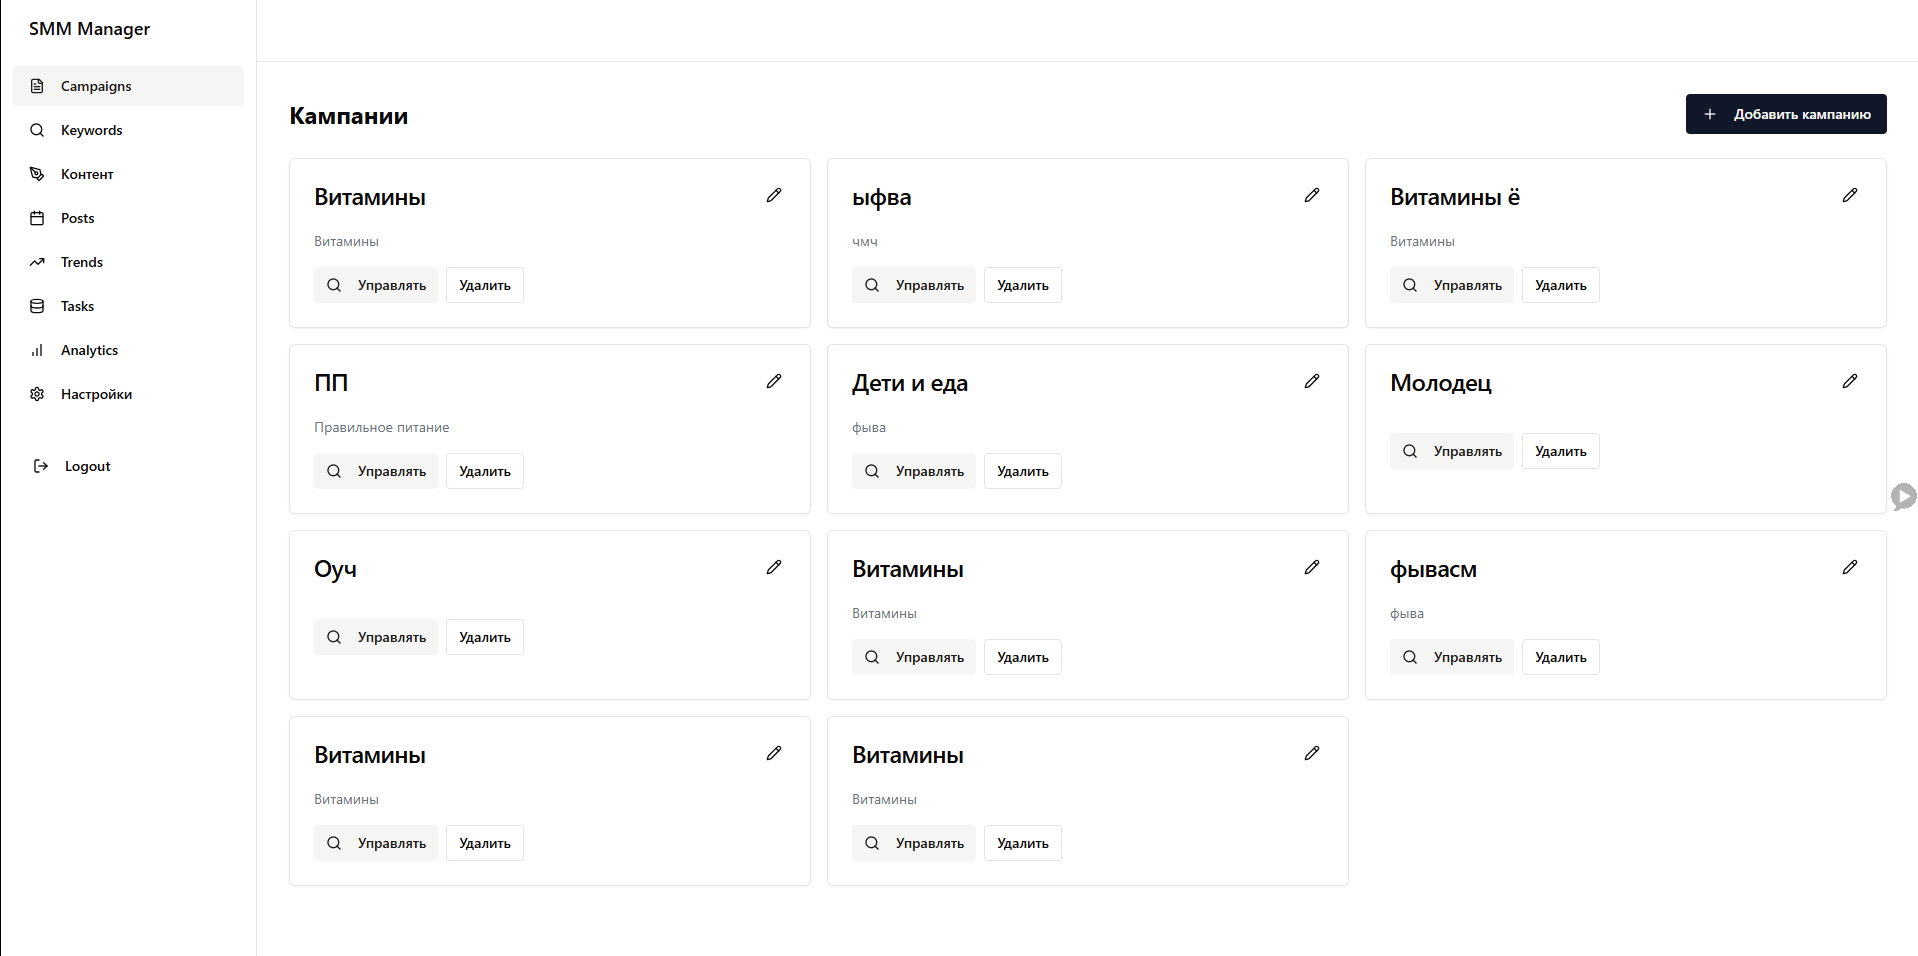 SMM Manager
Campaigns
Keywords
Контент
Posts
Trends
Tasks
Analytics
Настройки
Logout
Кампании
Добавить кампанию
Витамины
Витамины
Управлять
Удалить
ыфва
чмч
Управлять
Удалить
Витамины ё
Витамины
Управлять
Удалить
ПП
Правильное питание
Управлять
Удалить
Дети и еда
фыва
Управлять
Удалить
Молодец
Управлять
Удалить
Оуч
Управлять
Удалить
Витамины
Витамины
Управлять
Удалить
фывасм
фыва
Управлять
Удалить
Витамины
Витамины
Управлять
Удалить
Витамины
Витамины
Управлять
Удалить